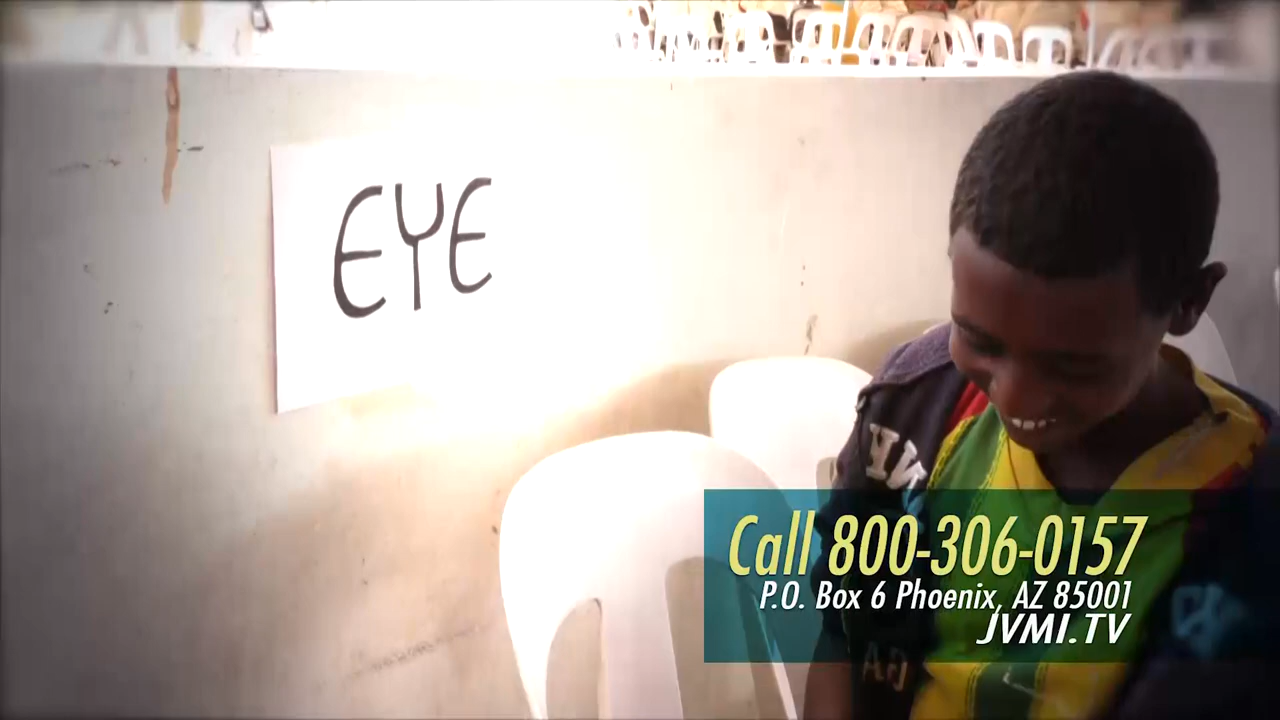 EYE
Call 800-306-0157
P.O. Box 6 Phoenix, AZ 85001
JVMI.TV